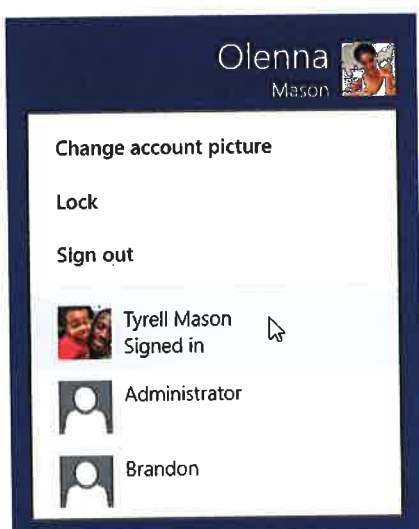 Olenna
Mason
Change account picture
Lock
Sign out
Tyrell Mason
Signed in
Administrator
Brandon